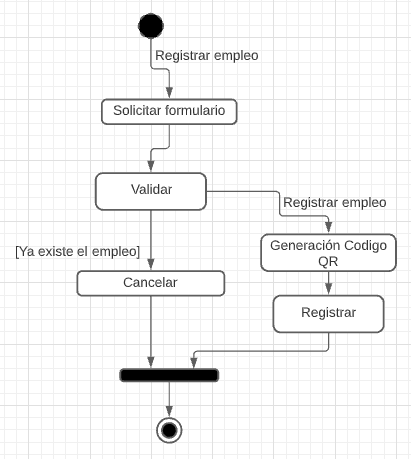 Registrar empleo
Solicitar formulario
Validar
Registrar empleo
[Ya existe el empleo]
Generación Codigo
QR
Cancelar
Registrar